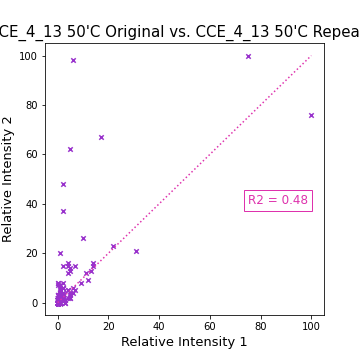 CE_4_13 50'C Original vs. CCE_4_13 50'C Repea
100
80
60
40
20
0
Relative Intensity 2
R2 = 0.48
0 20 40 60 80 100
Relative Intensity 1